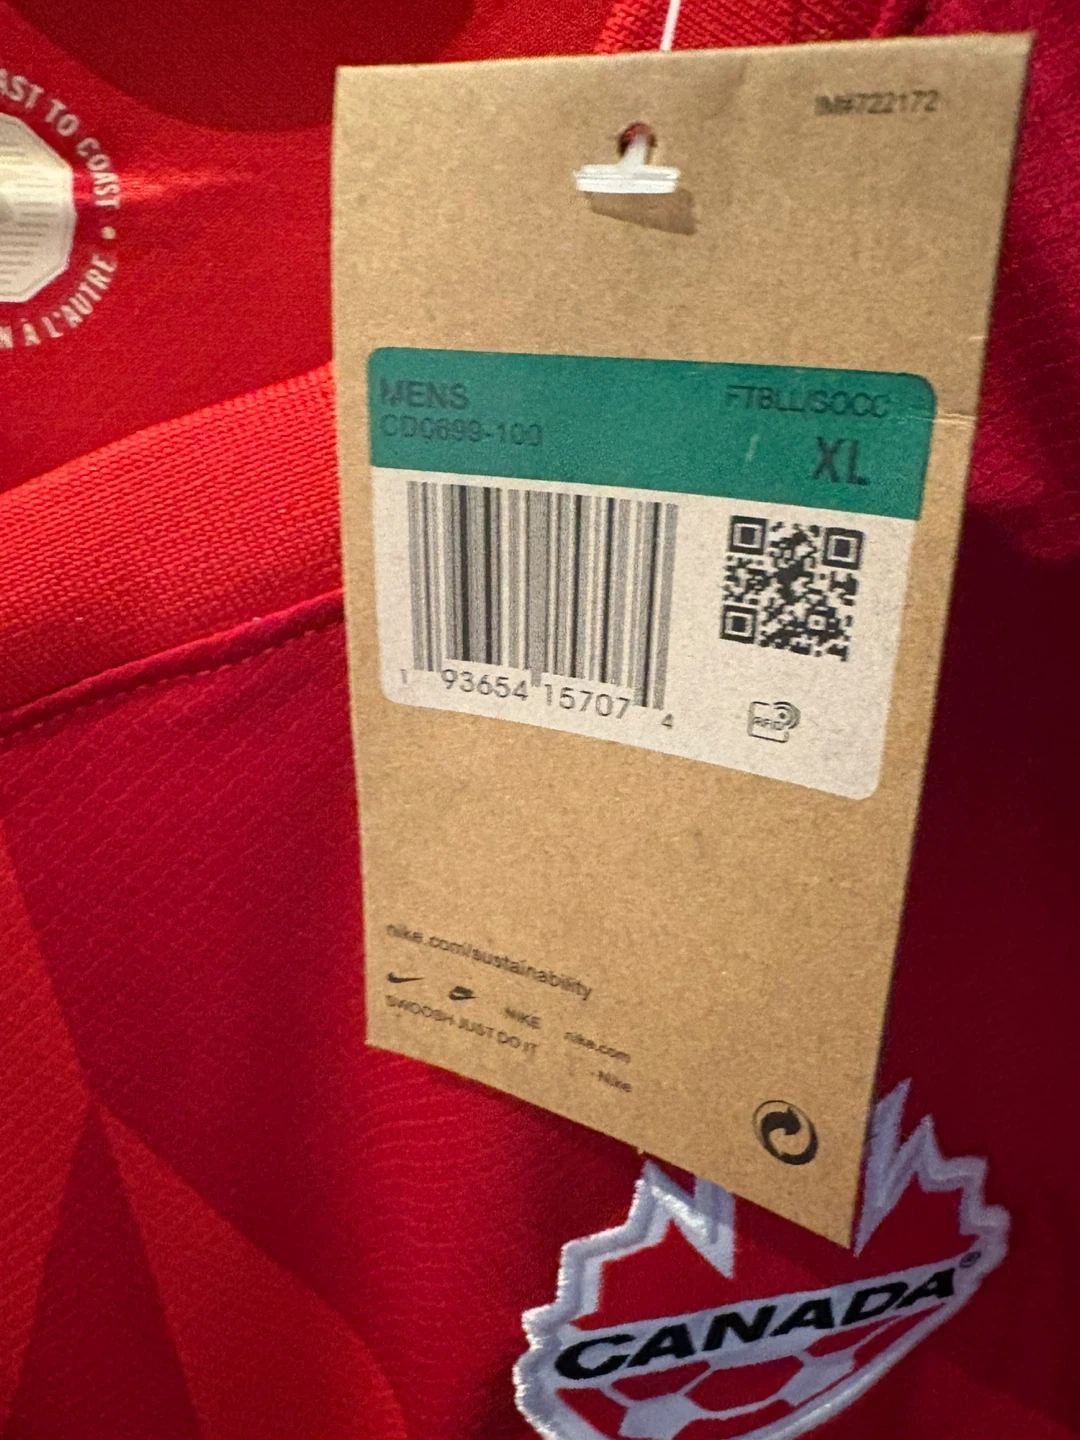 AST TO COAST •
N À L'AUTRE
IM#722172
MENS
FTBLL/SOCC
CD0699-100
XL
1 93654 15707 4
RFID
nike.com/sustainability
NIKE nike.com
SWOOSH JUST DO IT - Nike
CANADA®